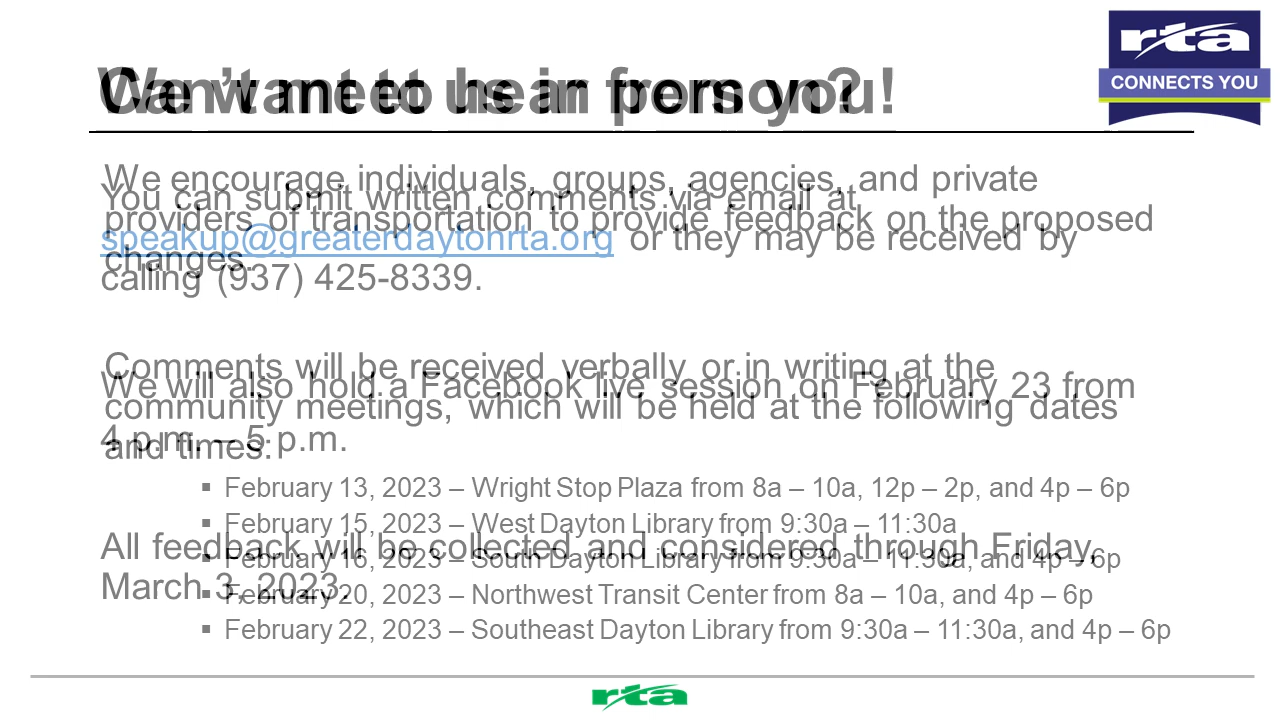 rta
CONNECTS YOU
We want to hear from you!
We encourage individuals, groups, agencies, and private
providers of transportation to provide feedback on the proposed
changes.
Comments will be received verbally or in writing at the
community meetings, which will be held at the following dates
and times:
▪ February 13, 2023 – Wright Stop Plaza from 8a – 10a, 12p – 2p, and 4p – 6p
▪ February 15, 2023 – West Dayton Library from 9:30a – 11:30a
▪ February 16, 2023 – South Dayton Library from 9:30a – 11:30a, and 4p – 6p
▪ February 20, 2023 – Northwest Transit Center from 8a – 10a, and 4p – 6p
▪ February 22, 2023 – Southeast Dayton Library from 9:30a – 11:30a, and 4p – 6p
Can't meet us in person?
You can submit written comments via email at
speakup@greaterdaytonrta.org or they may be received by
calling (937) 425-8339.
We will also hold a Facebook live session on February 23 from
4 p.m. – 5 p.m.
All feedback will be collected and considered through Friday,
March 3, 2023.
rta